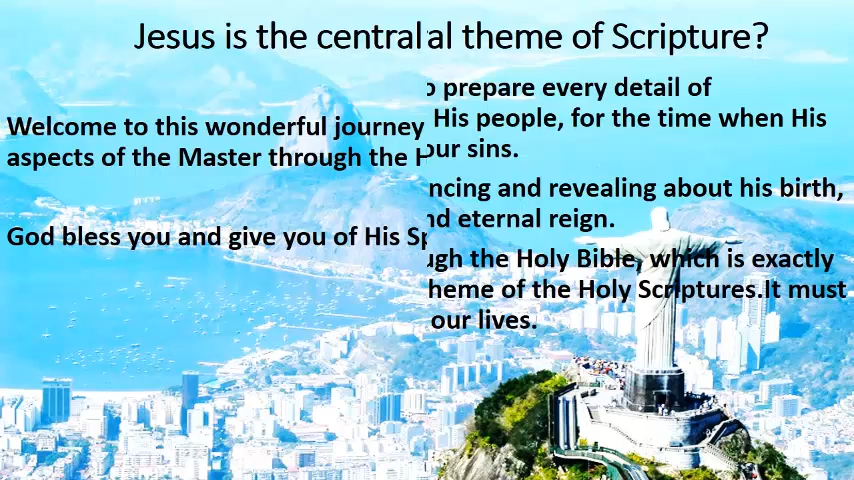 Jesus is the central al theme of Scripture?
Welcome to this wonderful journey
aspects of the Master through the
God bless you and give you of His
prepare every detail of
His people, for the time when His
our sins.
ncing and revealing about his birth,
nd eternal reign.
ugh the Holy Bible, which is exactly
heme of the Holy Scriptures.It must
our lives.